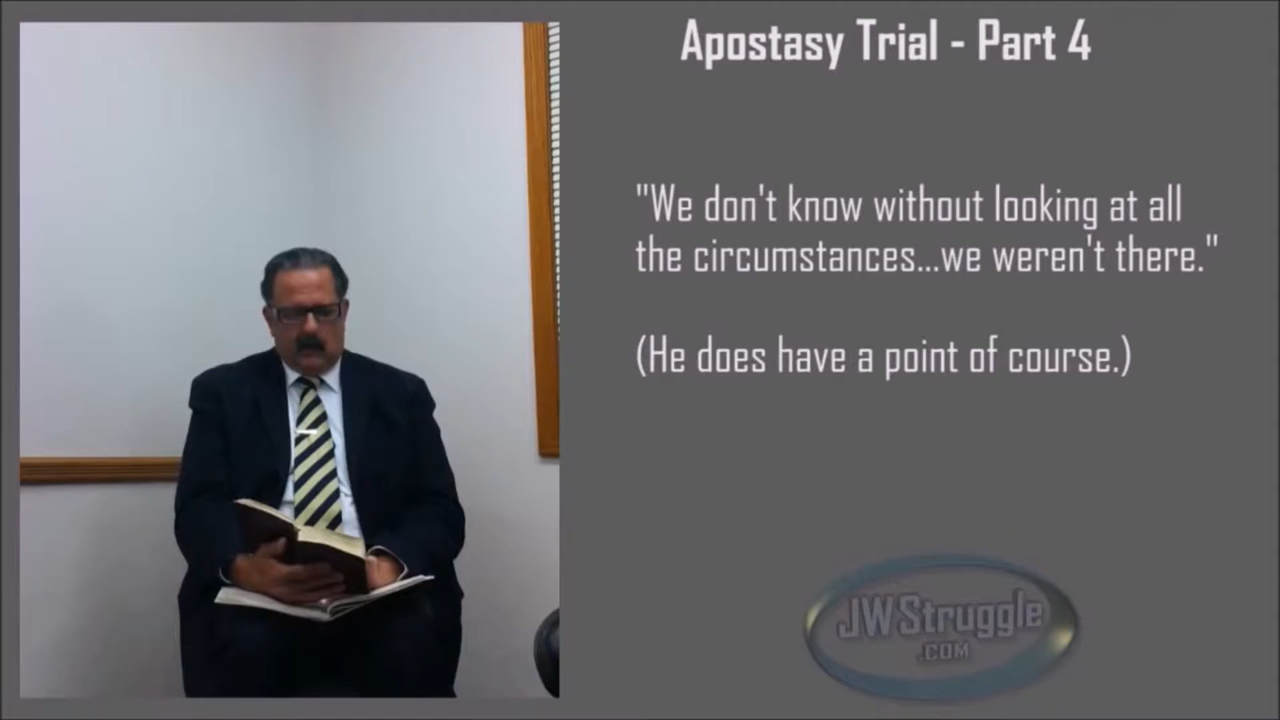 Apostasy Trial - Part 4
"We don't know without looking at all
the circumstances...we weren't there."
(He does have a point of course.)
JWStruggle
.COM